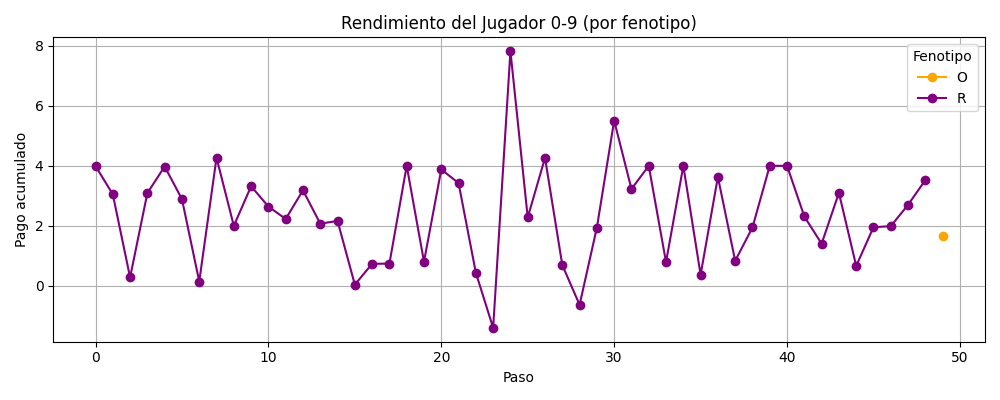 Rendimiento del Jugador 0-9 (por fenotipo)
Pago acumulado
8
6
4
2
0
Fenotipo
O
R
0 10 20 30 40 50
Paso